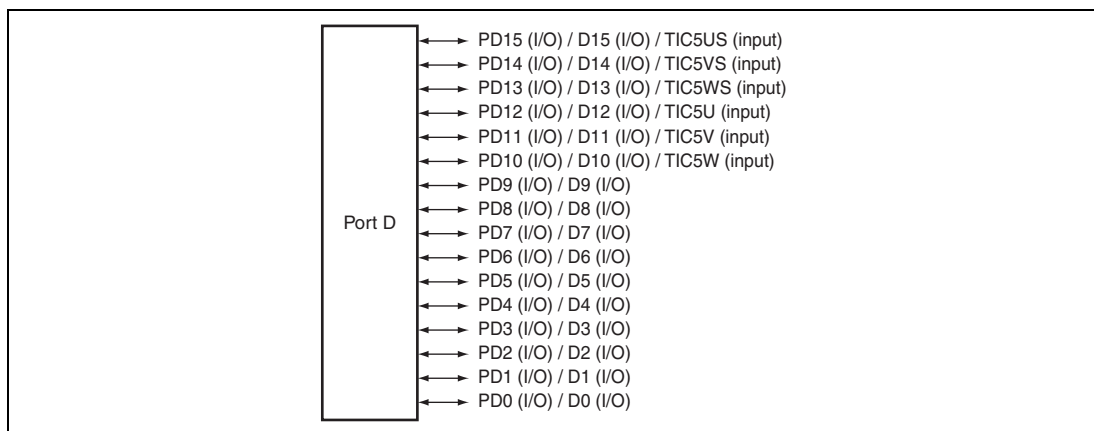 PD15 (I/O) / D15 (I/O) / TIC5US (input)
PD14 (I/O) / D14 (I/O) / TIC5VS (input)
PD13 (I/O) / D13 (I/O) / TIC5WS (input)
PD12 (I/O) / D12 (I/O) / TIC5U (input)
PD11 (I/O) / D11 (I/O) / TIC5V (input)
PD10 (I/O) / D10 (I/O) / TIC5W (input)
PD9 (I/O) / D9 (I/O)
PD8 (I/O) / D8 (I/O)
Port D
PD7 (I/O) / D7 (I/O)
PD6 (I/O) / D6 (I/O)
PD5 (I/O) / D5 (I/O)
PD4 (I/O) / D4 (I/O)
PD3 (I/O) / D3 (I/O)
PD2 (I/O) / D2 (I/O)
PD1 (I/O) / D1 (I/O)
PD0 (I/O) / D0 (I/O)